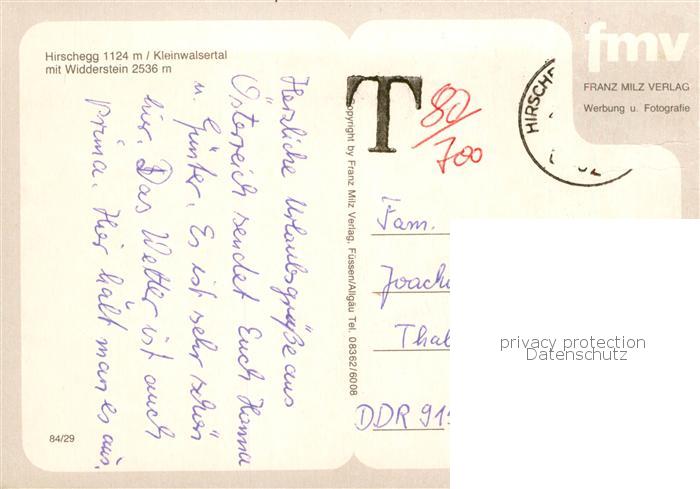 Hirschegg 1124 m / Kleinwalsertal
mit Widderstein 2536 m
Herzliche Urlaubsgrüße aus
Österreich sendet Euch Hanna
u. Günter. Es ist sehr schön
hier. Das Wetter ist auch
prima. Hier hält man es aus.
84/29
Copyright by Franz Milz Verlag, Füssen/Allgäu Tel. 08362/6008
T
80/700
HIRSCHE
fmv
FRANZ MILZ VERLAG
Werbung u. Fotografie
Fam.
Joach
Thal
DDR 91
privacy protection
Datenschutz